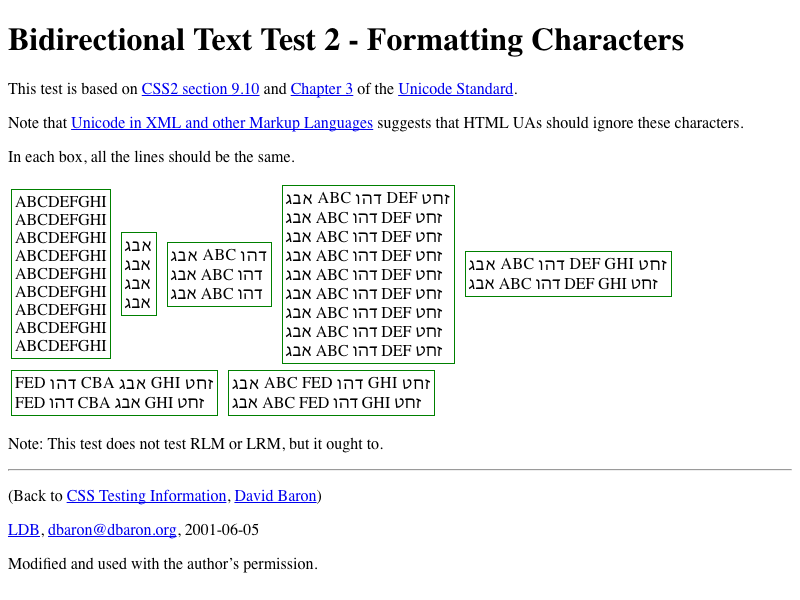 Bidirectional Text Test 2 - Formatting Characters
This test is based on CSS2 section 9.10 and Chapter 3 of the Unicode Standard.
Note that Unicode in XML and other Markup Languages suggests that HTML UAs should ignore these characters.
In each box, all the lines should be the same.
ABCDEFGHI
ABCDEFGHI
ABCDEFGHI
ABCDEFGHI
ABCDEFGHI
ABCDEFGHI
ABCDEFGHI
ABCDEFGHI
ABCDEFGHI
אבג
אבג
אבג
אבג
אבג ABC דהו
אבג ABC דהו
אבג ABC דהו
אבג ABC דהו DEF זחט
אבג ABC דהו DEF זחט
אבג ABC דהו DEF זחט
אבג ABC דהו DEF זחט
אבג ABC דהו DEF זחט
אבג ABC דהו DEF זחט
אבג ABC דהו DEF זחט
אבג ABC דהו DEF זחט
אבג ABC דהו DEF זחט
אבג ABC דהו DEF GHI זחט
אבג ABC דהו DEF GHI זחט
FED דהו CBA אבג GHI זחט
FED דהו CBA אבג GHI זחט
אבג ABC FED דהו GHI זחט
אבג ABC FED דהו GHI זחט
Note: This test does not test RLM or LRM, but it ought to.
(Back to CSS Testing Information, David Baron)
LDB, dbaron@dbaron.org, 2001-06-05
Modified and used with the author's permission.